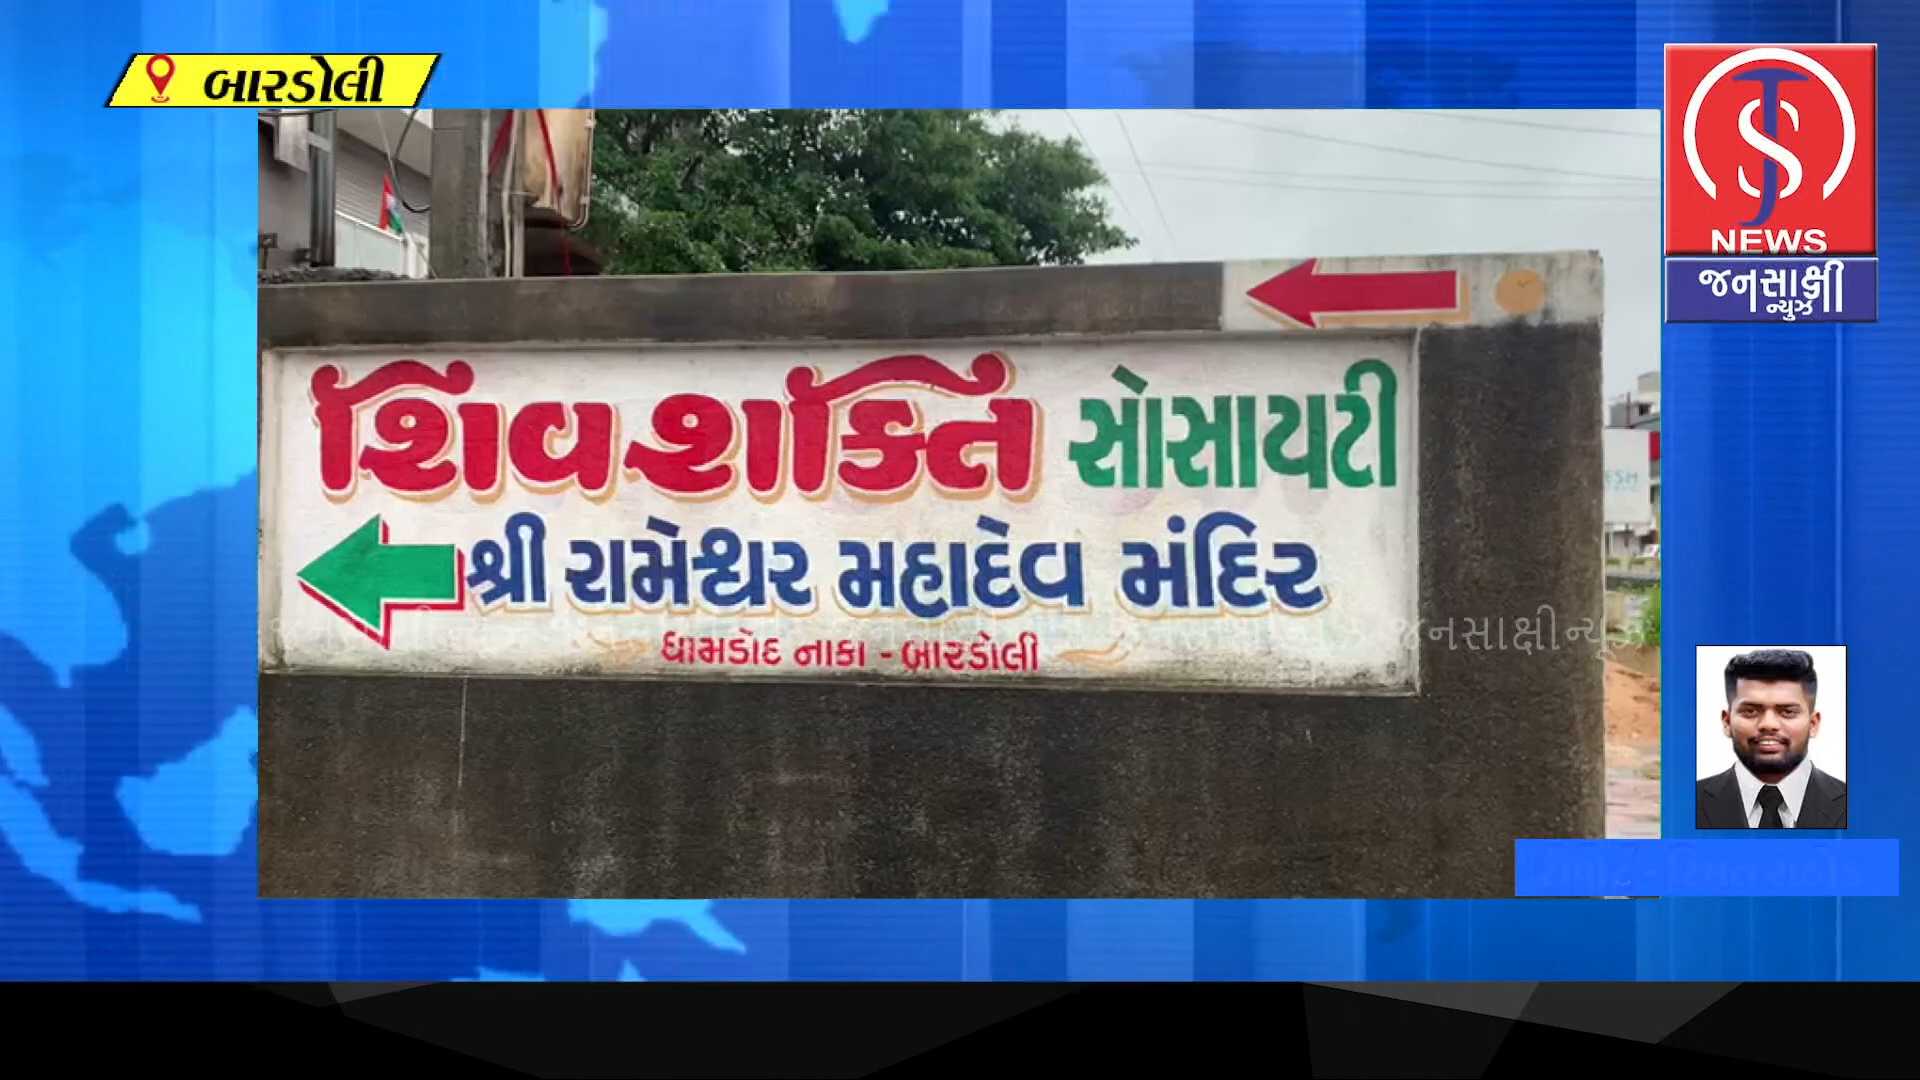 બારડોલી
NEWS
જનસાક્ષી
ન્યુઝ
શિવશક્તિ સોસાયટી
શ્રી રામેશ્વર મહાદેવ મંદિર
ધામડોદ નાકા - બારડોલી
જનસાક્ષીન્યૂઝ